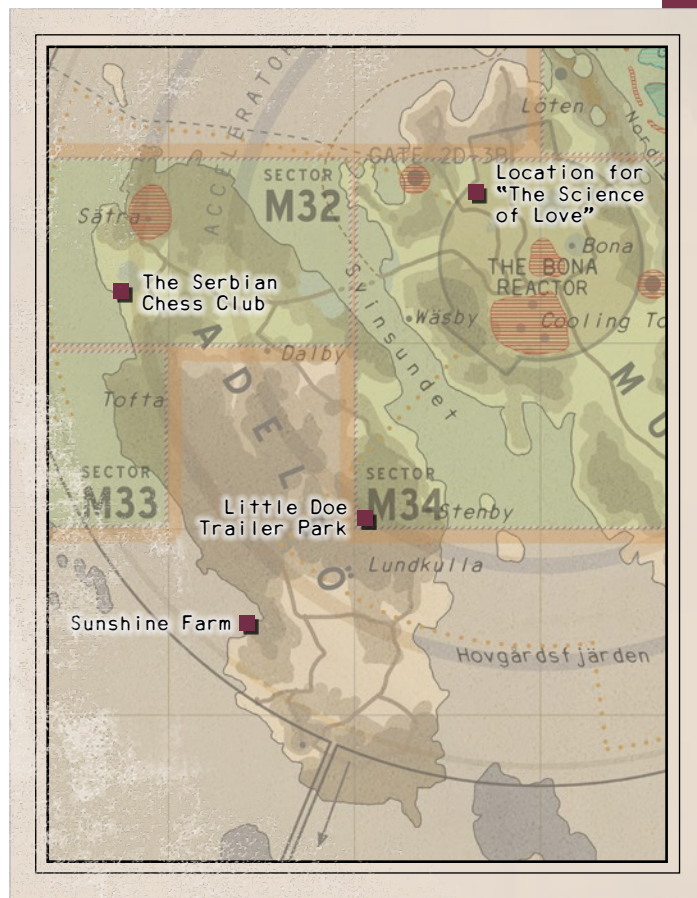 ACCELERATOR
Löten
Nord
GATE 2D-3B
SECTOR
M32
Location for
“The Science
of Love”
Sätra
Bona
THE BONA
REACTOR
The Serbian
Chess Club
Svinsundet
Wäsby
Cooling To
Dalby
ADELÖ
MU
Tofta
SECTOR
M33
SECTOR
M34
Little Doe
Trailer Park
Stenby
Lundkulla
Sunshine Farm
Hovgårdsfjärden